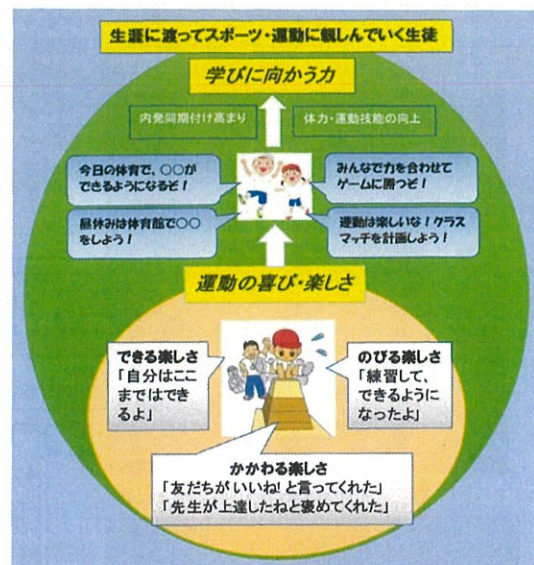 生涯に渡ってスポーツ・運動に親しんでいく生徒
学びに向かう力
内発同期付け高まり
体力・運動技能の向上
今日の体育で、○○が
できるようになるぞ！
みんなで力を合わせて
ゲームに勝つぞ！
昼休みは体育館で○○
をしよう！
運動は楽しいな！クラス
マッチを計画しよう！
運動の喜び・楽しさ
できる楽しさ
「自分はここ
まではでき
るよ」
のびる楽しさ
「練習して、
できるように
なったよ」
かかわる楽しさ
「友だちがいいね！と言ってくれた」
「先生が上達したねと褒めてくれた」